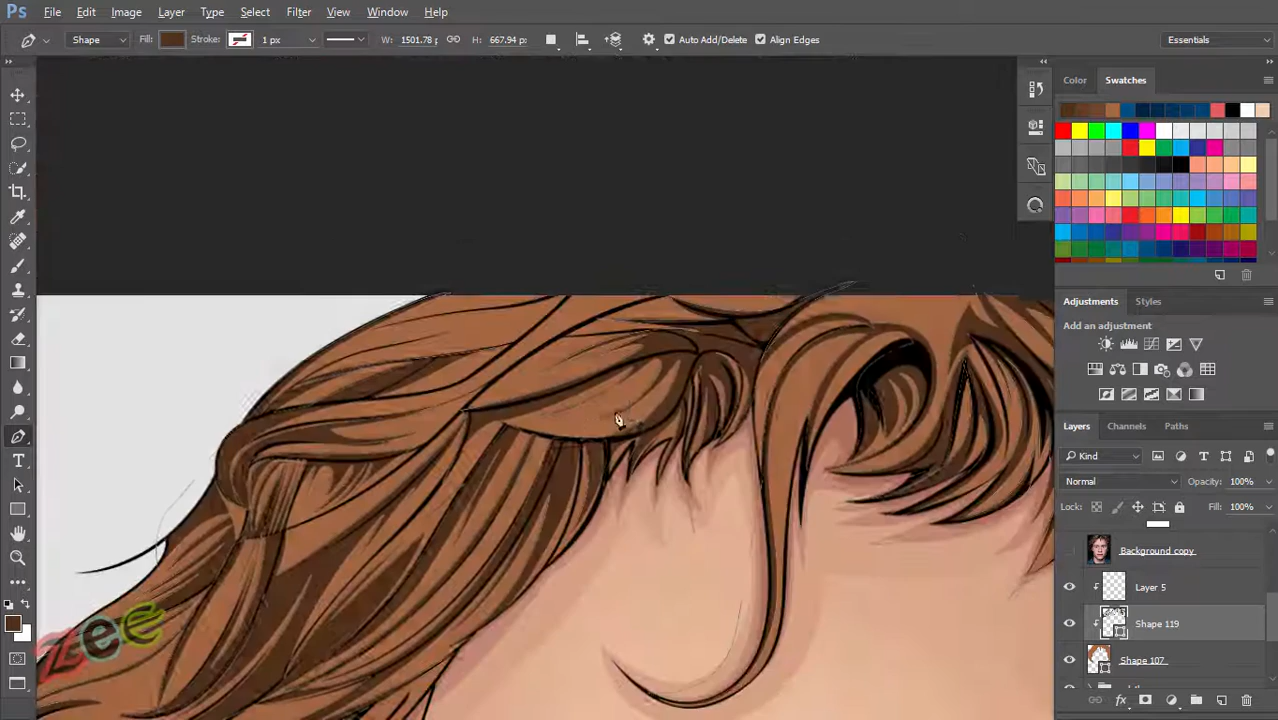 Ps File Edit Image Layer Type Select Filter View Window Help
Shape Fill: Stroke: 1 px W: 1501.78 p H: 667.94 p Auto Add/Delete Align Edges Essentials
Color Swatches
Adjustments Styles
Add an adjustment
Layers Channels Paths
Kind
Normal Opacity: 100%
Lock: Fill: 100%
Background copy
Layer 5
Shape 119
Shape 107
zee
fx